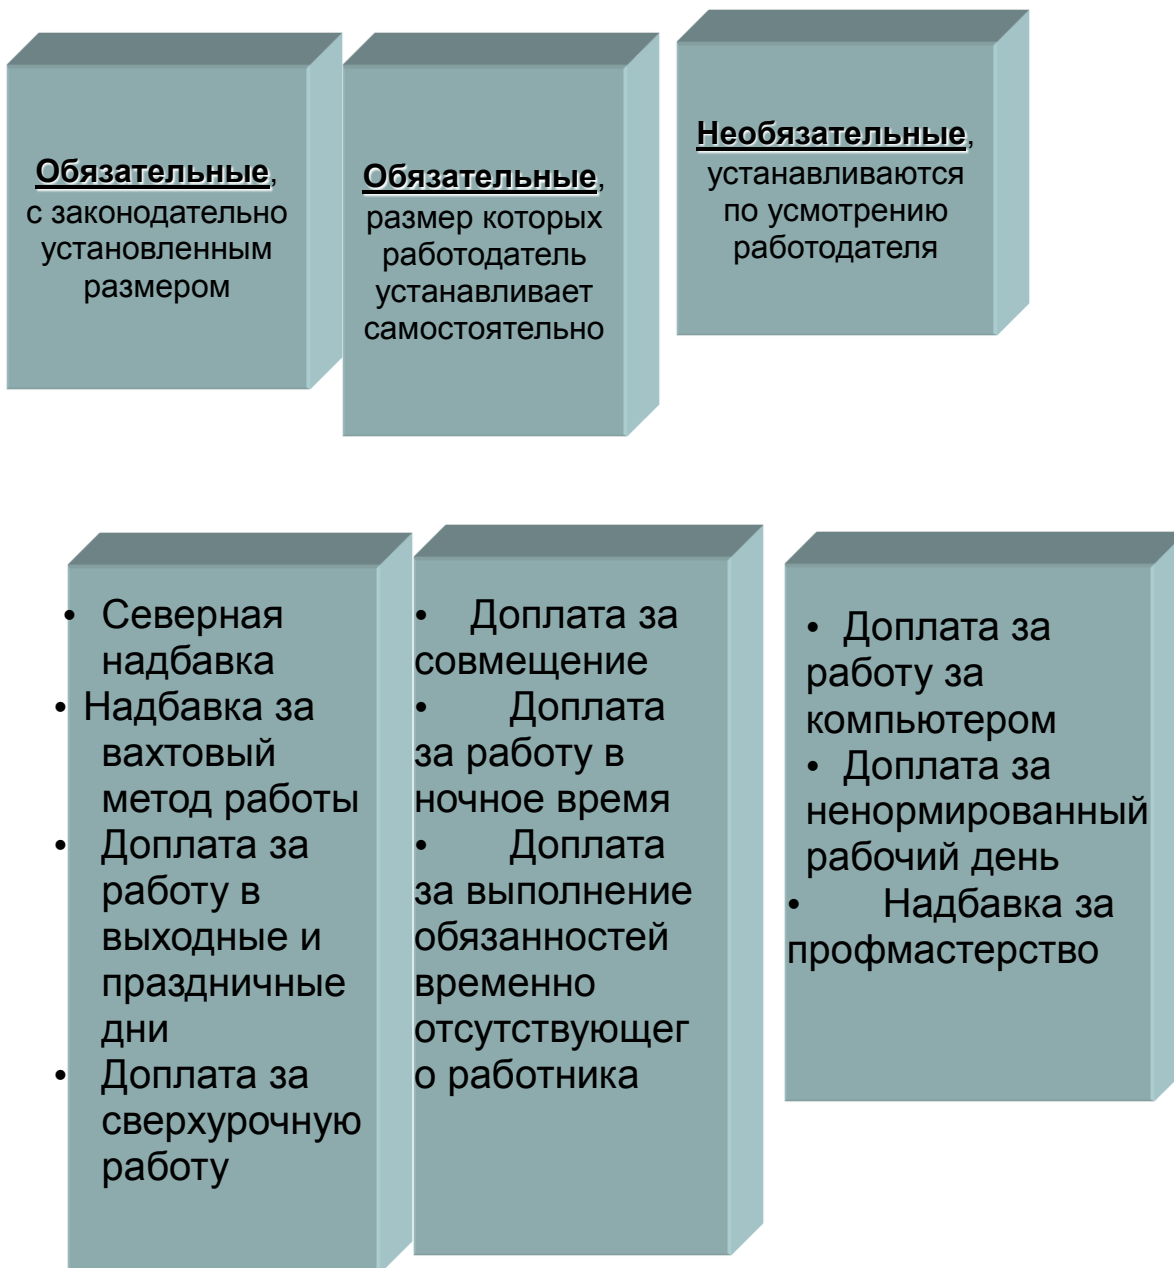 Обязательные,
с законодательно
установленным
размером
Обязательные,
размер которых
работодатель
устанавливает
самостоятельно
Необязательные,
устанавливаются
по усмотрению
работодателя
• Северная
надбавка
• Надбавка за
вахтовый
метод работы
• Доплата за
работу в
выходные и
праздничные
дни
• Доплата за
сверхурочную
работу
• Доплата за
совмещение
• Доплата
за работу в
ночное время
• Доплата
за выполнение
обязанностей
временно
отсутствующег
о работника
• Доплата за
работу за
компьютером
• Доплата за
ненормированный
рабочий день
• Надбавка за
профмастерство